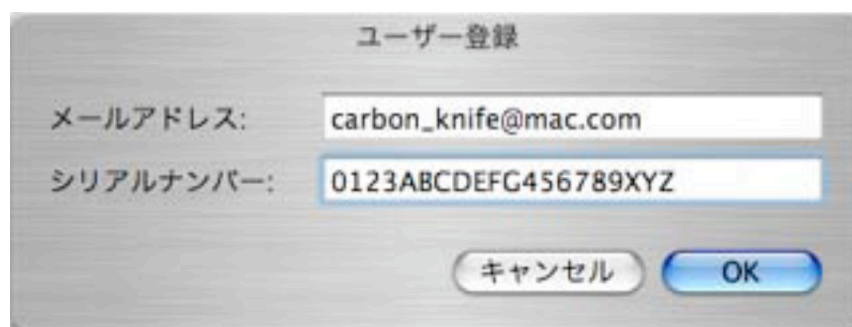 ユーザー登録
メールアドレス: carbon_knife@mac.com
シリアルナンバー: 0123ABCDEFG456789XYZ
キャンセル OK